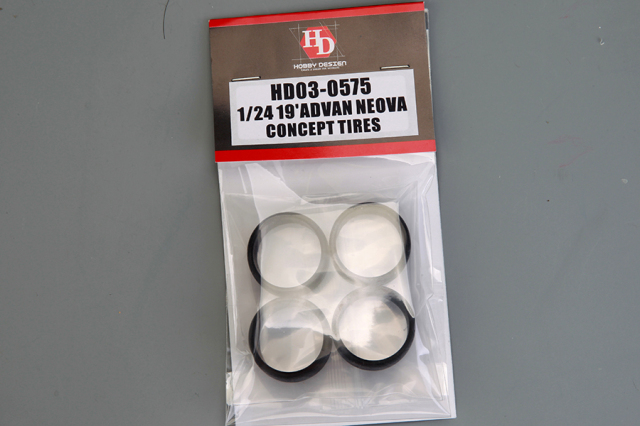 HD
HOBBY DESIGN
HD03-0575
1/24 19'ADVAN NEOVA
CONCEPT TIRES